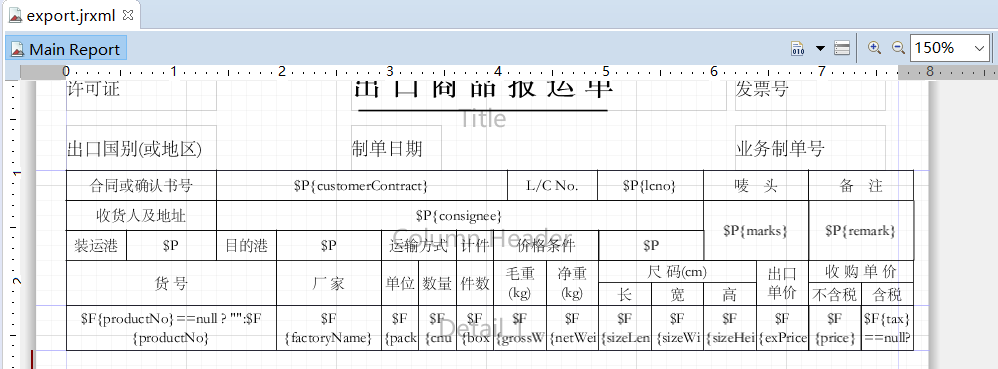 export.jrxml
Main Report
150%
0 1 2 3 4 5 6 7 8
许可证 出口商品报运单 发票号
Title
出口国别(或地区) 制单日期 业务制单号
1
合同或确认书号 $P{customerContract} L/C No. $P{lcno} 唛 头 备 注
收货人及地址 $P{consignee} $P{marks} $P{remark}
Column Header
装运港 $P 目的港 $P 运输方式 计件 价格条件 $P
2
货 号 厂 家 单位 数量 件数 毛重 (kg) 净重 (kg) 尺 码(cm) 出口 单价 收 购 单 价
长 宽 高 不含税 含税
Detail 1
$F{productNo}==null ? "":$F $F $F $F $F $F $F $F $F $F $F $F $F{tax}
{productNo} {factoryName} {pack {cnu {box {grossW {netWei {sizeLen {sizeWi {sizeHei {exPrice {price} ==null?